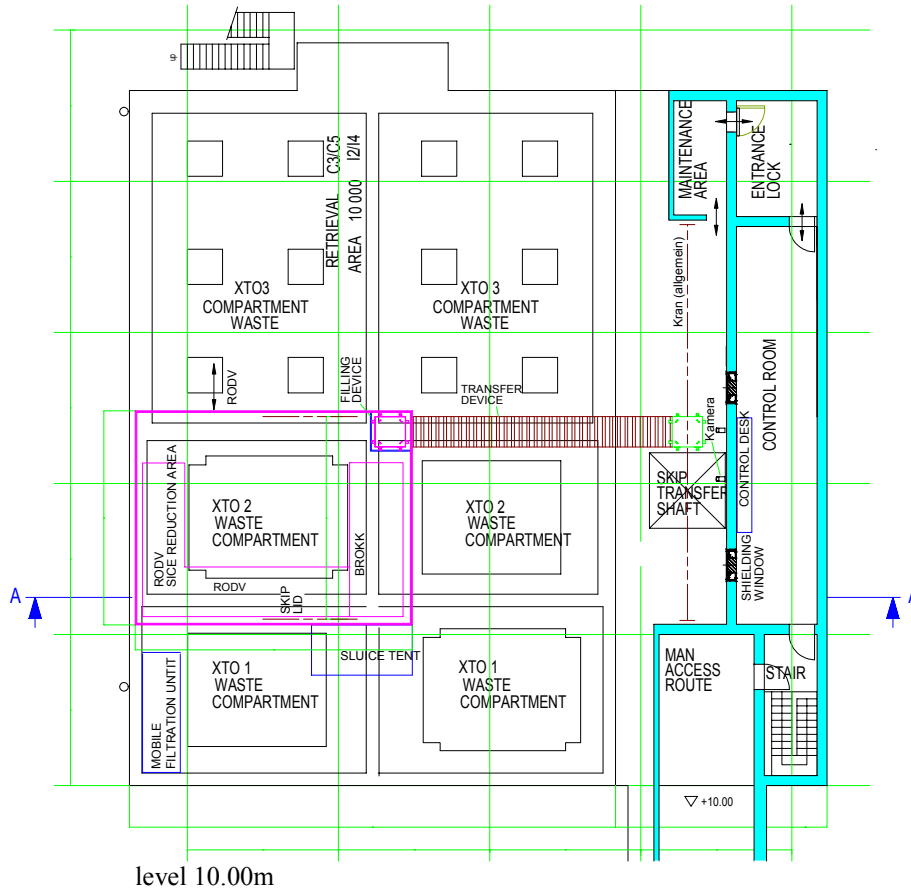 up
MAINTENANCE
AREA
ENTRANCE
LOCK
RETRIEVAL C3/C5
AREA 10 000 I2/I4
XTO3
COMPARTMENT
WASTE
XTO 3
COMPARTMENT
WASTE
Kran (allgemein)
RODV
FILLING
DEVICE
TRANSFER
DEVICE
Kamera
CONTROL ROOM
CONTROL DESK
RODV
SICE REDUCTION AREA
XTO 2
WASTE
COMPARTMENT
RODV
SKIP
LID
BROKK
XTO 2
WASTE
COMPARTMENT
SKIP
TRANSFER
SHAFT
SHIELDING
WINDOW
A
A
SLUICE TENT
XTO 1
WASTE
COMPARTMENT
XTO 1
WASTE
COMPARTMENT
MOBILE
FILTRATION UNTIT
MAN
ACCESS
ROUTE
STAIR
+10.00
level 10.00m